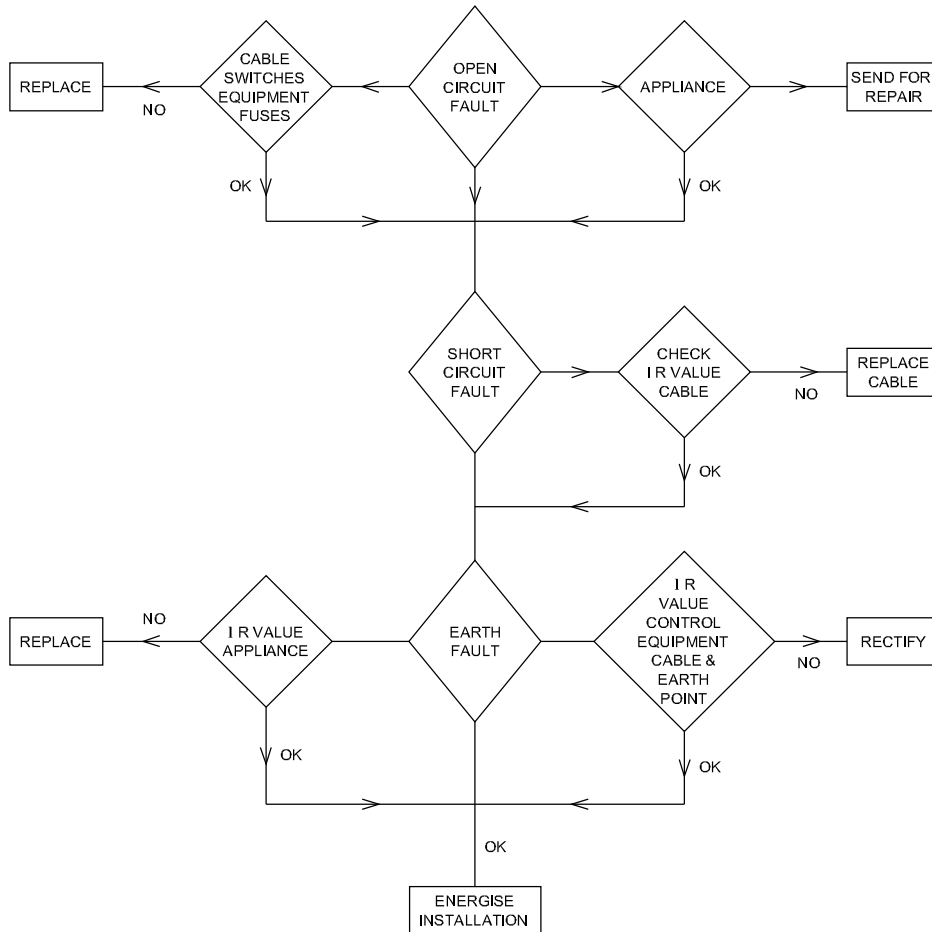 REPLACE
NO
CABLE
SWITCHES
EQUIPMENT
FUSES
OPEN
CIRCUIT
FAULT
APPLIANCE
SEND FOR
REPAIR
OK
OK
SHORT
CIRCUIT
FAULT
CHECK
I R VALUE
CABLE
NO
REPLACE
CABLE
OK
REPLACE
NO
I R VALUE
APPLIANCE
EARTH
FAULT
I R
VALUE
CONTROL
EQUIPMENT
CABLE &
EARTH
POINT
NO
RECTIFY
OK
OK
OK
ENERGISE
INSTALLATION